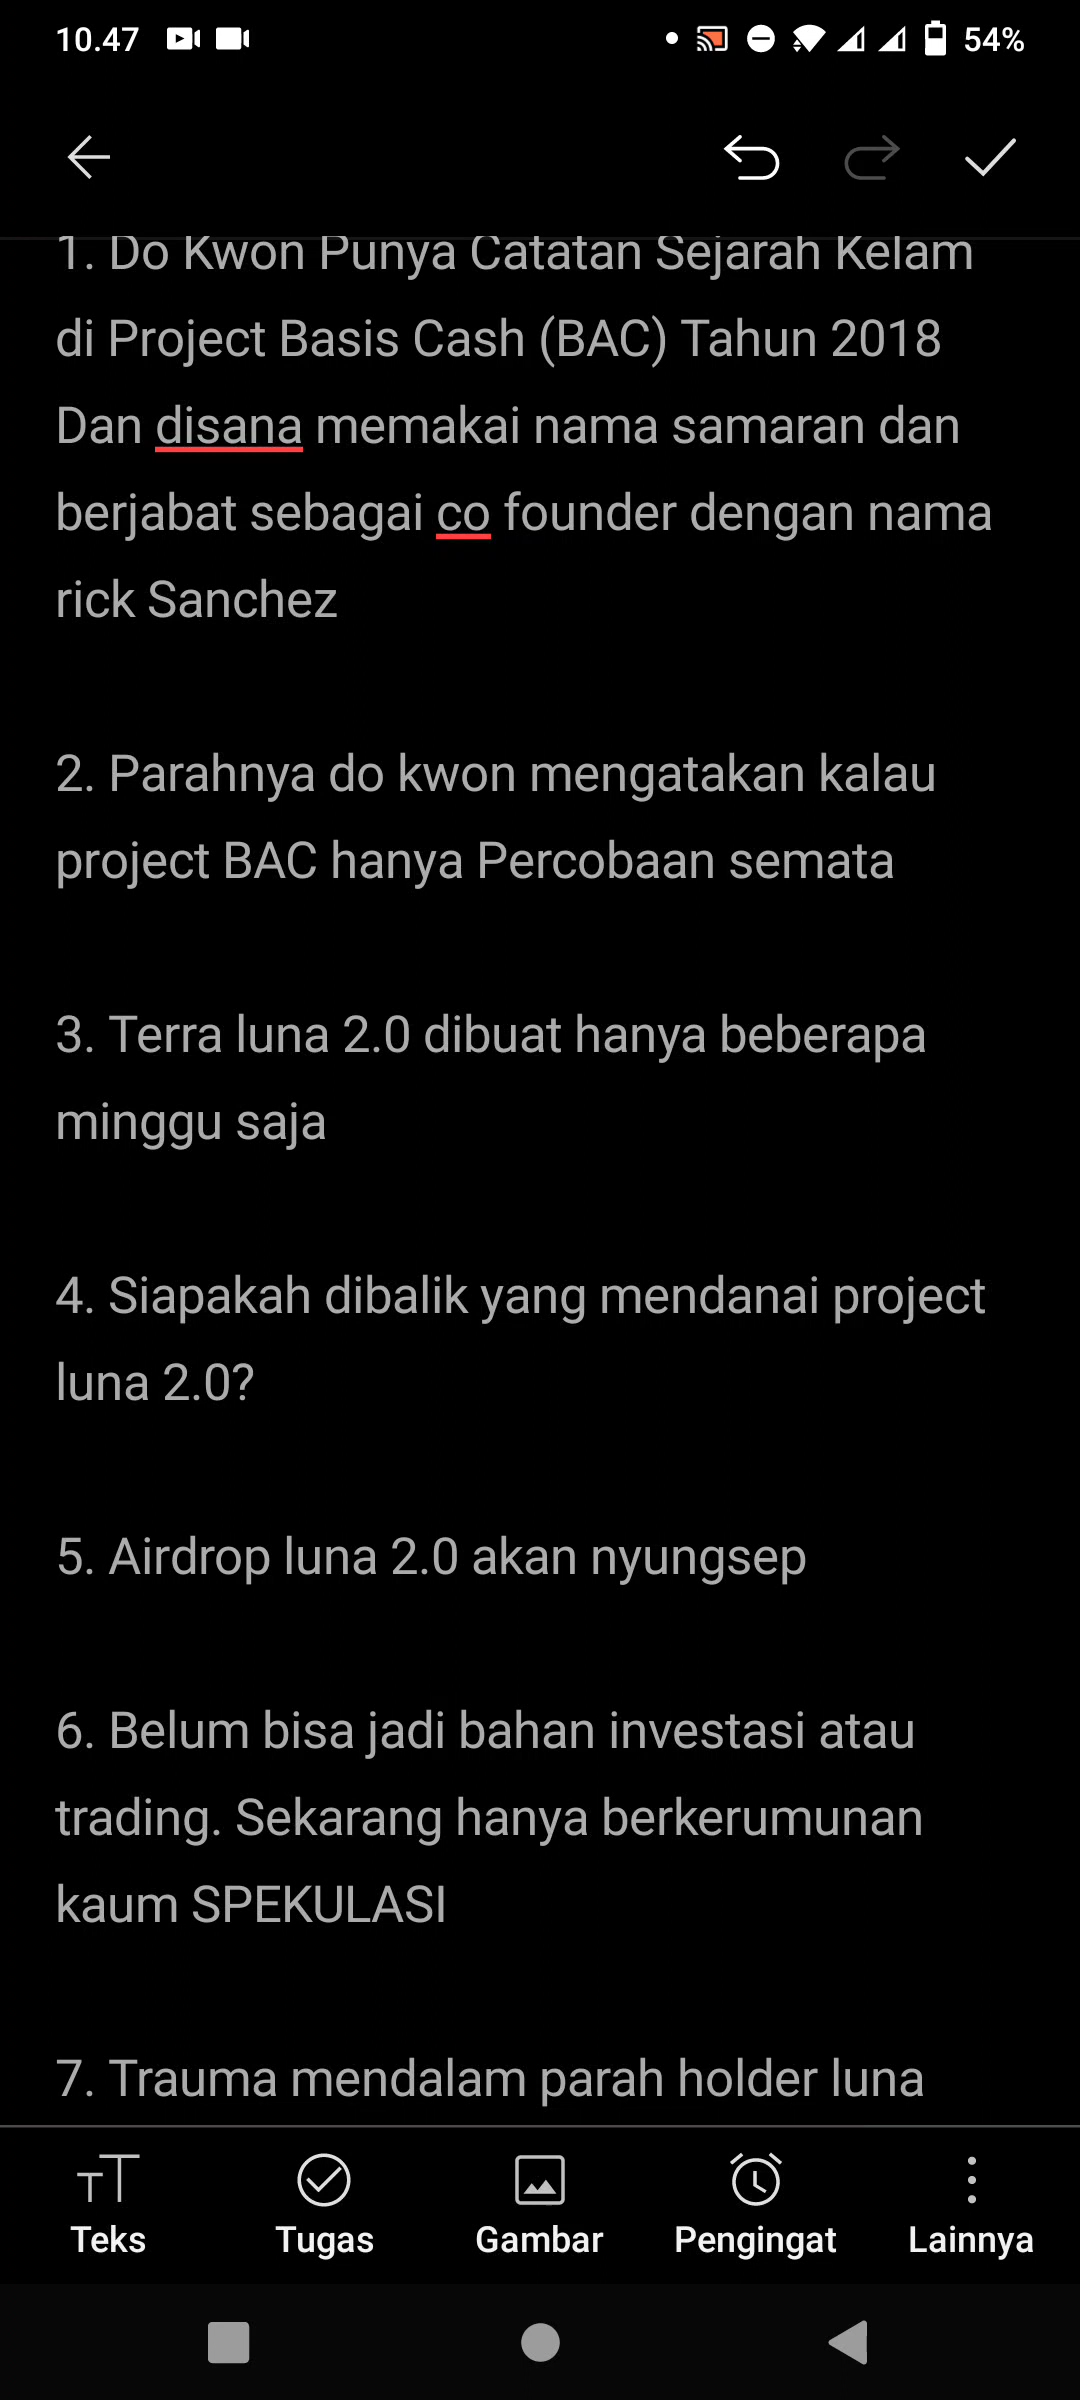 10.47
54%
1. Do Kwon Punya Catatan Sejarah Kelam
di Project Basis Cash (BAC) Tahun 2018
Dan disana memakai nama samaran dan
berjabat sebagai co founder dengan nama
rick Sanchez
2. Parahnya do kwon mengatakan kalau
project BAC hanya Percobaan semata
3. Terra luna 2.0 dibuat hanya beberapa
minggu saja
4. Siapakah dibalik yang mendanai project
luna 2.0?
5. Airdrop luna 2.0 akan nyungsep
6. Belum bisa jadi bahan investasi atau
trading. Sekarang hanya berkerumunan
kaum SPEKULASI
7. Trauma mendalam parah holder luna
Teks
Tugas
Gambar
Pengingat
Lainnya